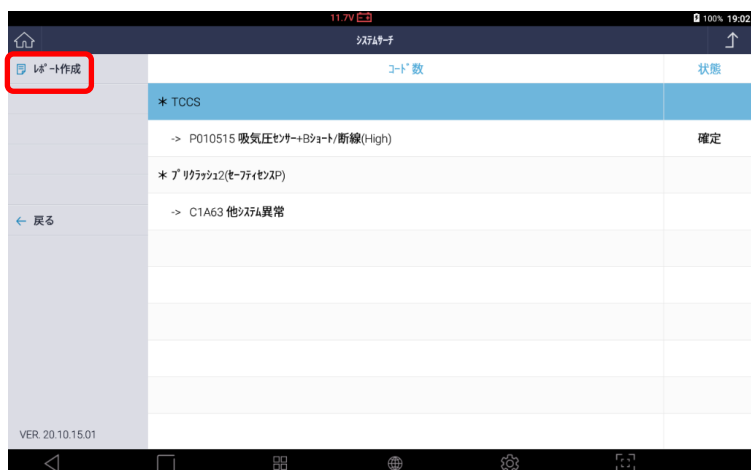 11.7V
100% 19:02
システムサーチ
レポート作成
コード数
状態
* TCCS
-> P010515 吸気圧センサー+Bショート/断線(High)
確定
* プリクラッシュ2(セーフティセンスP)
-> C1A63 他システム異常
← 戻る
VER. 20.10.15.01